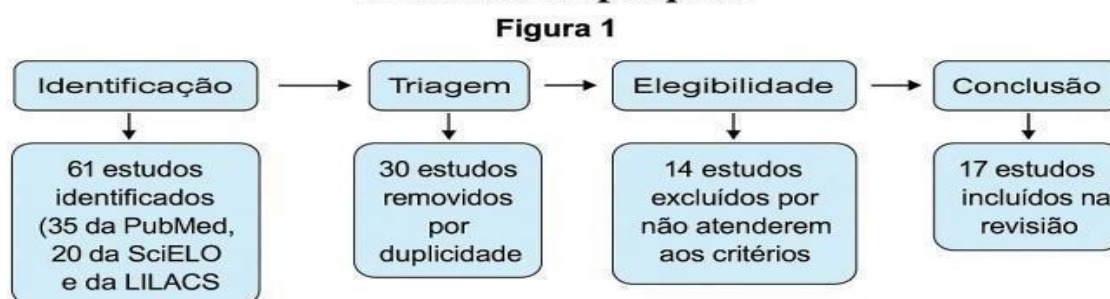 Figura 1
Identificação
Triagem
Elegibilidade
Conclusão
61 estudos
identificados
(35 da PubMed,
20 da SciELO
e da LILACS
30 estudos
removidos
por
duplicidade
14 estudos
excluídos por
não atenderem
aos critérios
17 estudos
incluídos na
revisião